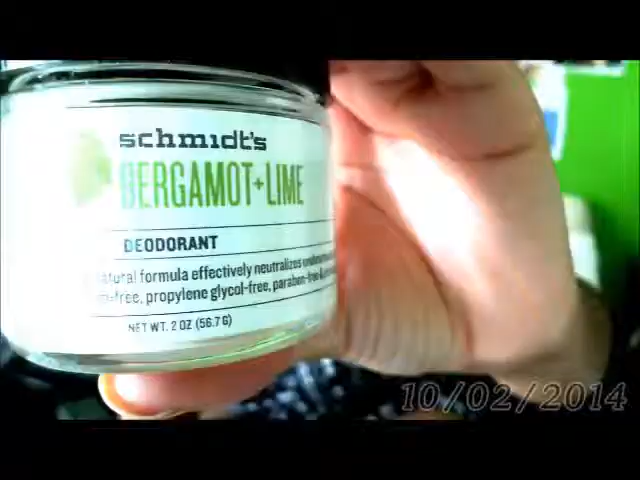 schmidt's
BERGAMOT+LIME
DEODORANT
natural formula effectively neutralizes
-free, propylene glycol-free, paraben-free &
NET WT. 2 OZ (56.7 G)
10/02/2014